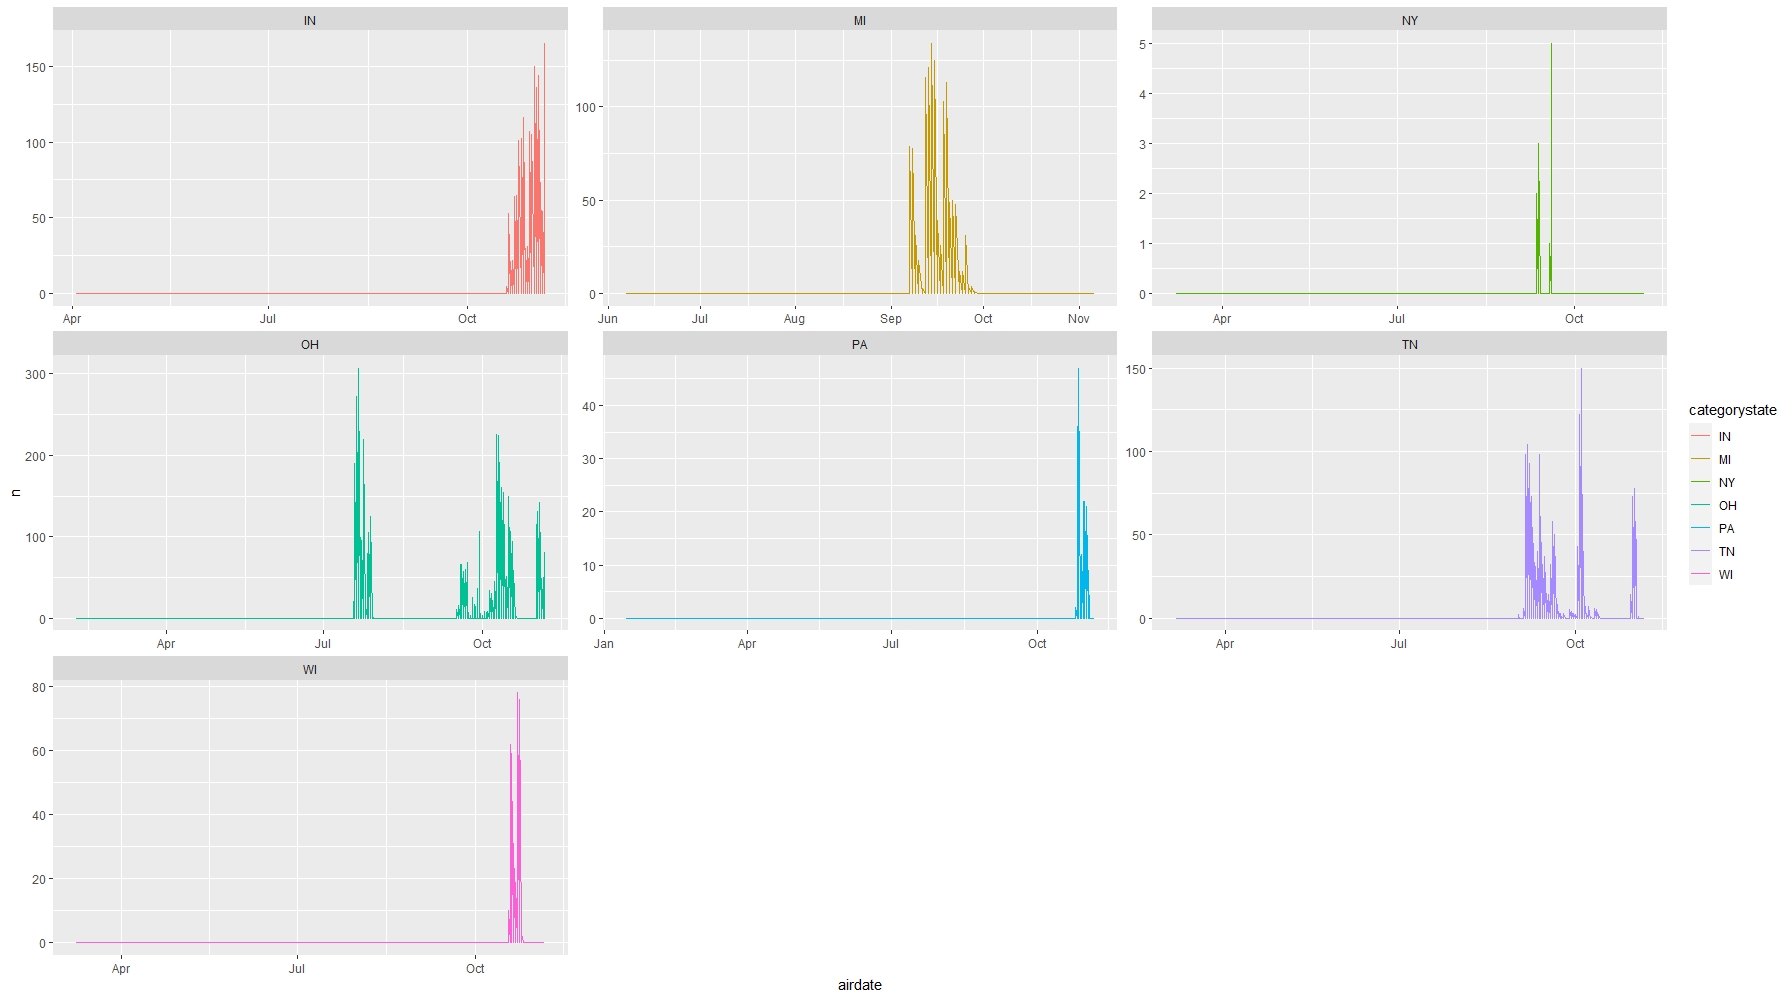 IN
MI
NY
150
100
50
0
Apr
Jul
Oct
100
50
0
Jun
Jul
Aug
Sep
Oct
Nov
5
4
3
2
1
0
Apr
Jul
Oct
OH
PA
TN
300
200
100
0
Apr
Jul
Oct
40
30
20
10
0
Jan
Apr
Jul
Oct
150
100
50
0
Apr
Jul
Oct
WI
80
60
40
20
0
Apr
Jul
Oct
n
airdate
categorystate
IN
MI
NY
OH
PA
TN
WI